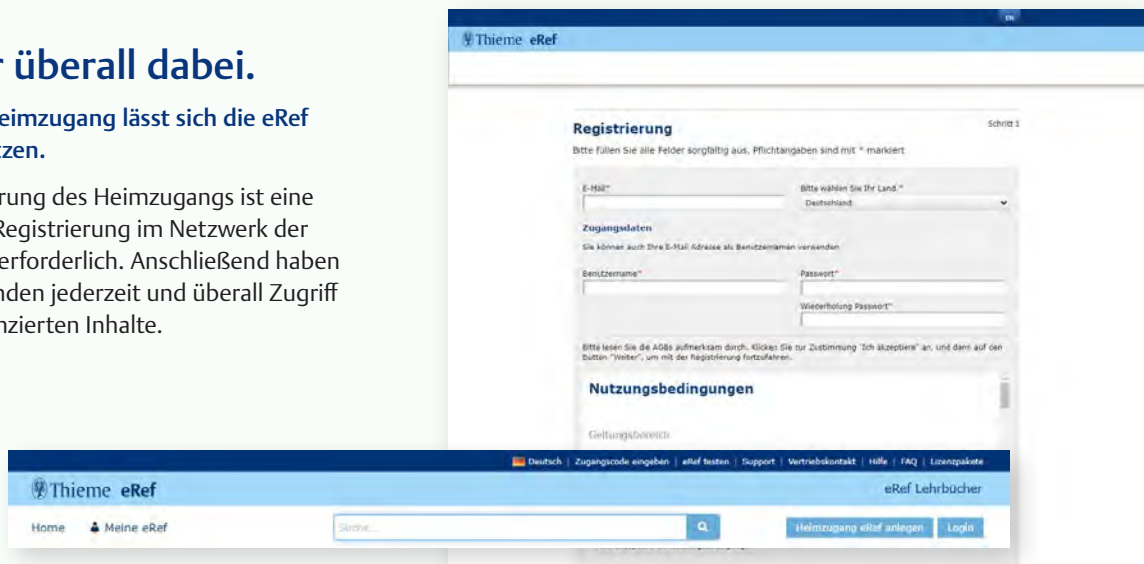 r überall dabei.
eimzugang lässt sich die eRef
tzen.
rung des Heimzugangs ist eine
Registrierung im Netzwerk der
erforderlich. Anschließend haben
nden jederzeit und überall Zugriff
nzierten Inhalte.
EN
Thieme eRef
Registrierung
Schritt 1
Bitte füllen Sie alle Felder sorgfältig aus. Pflichtangaben sind mit * markiert
E-Mail*
Bitte wählen Sie Ihr Land.*
Deutschland
Zugangsdaten
Sie können auch Ihre E-Mail Adresse als Benutzernamen verwenden
Benutzername*
Passwort*
Wiederholung Passwort*
Bitte lesen Sie die AGBs aufmerksam durch. Klicken Sie zur Zustimmung "Ich akzeptiere" an, und dann auf den
Button "Weiter", um mit der Registrierung fortzufahren.
Nutzungsbedingungen
Geltungsbereich
Deutsch | Zugangscode eingeben | eRef testen | Support | Vertriebskontakt | Hilfe | FAQ | Lizenzpakete
Thieme eRef
eRef Lehrbücher
Home
Meine eRef
Suche...
Heimzugang eRef anlegen
Login